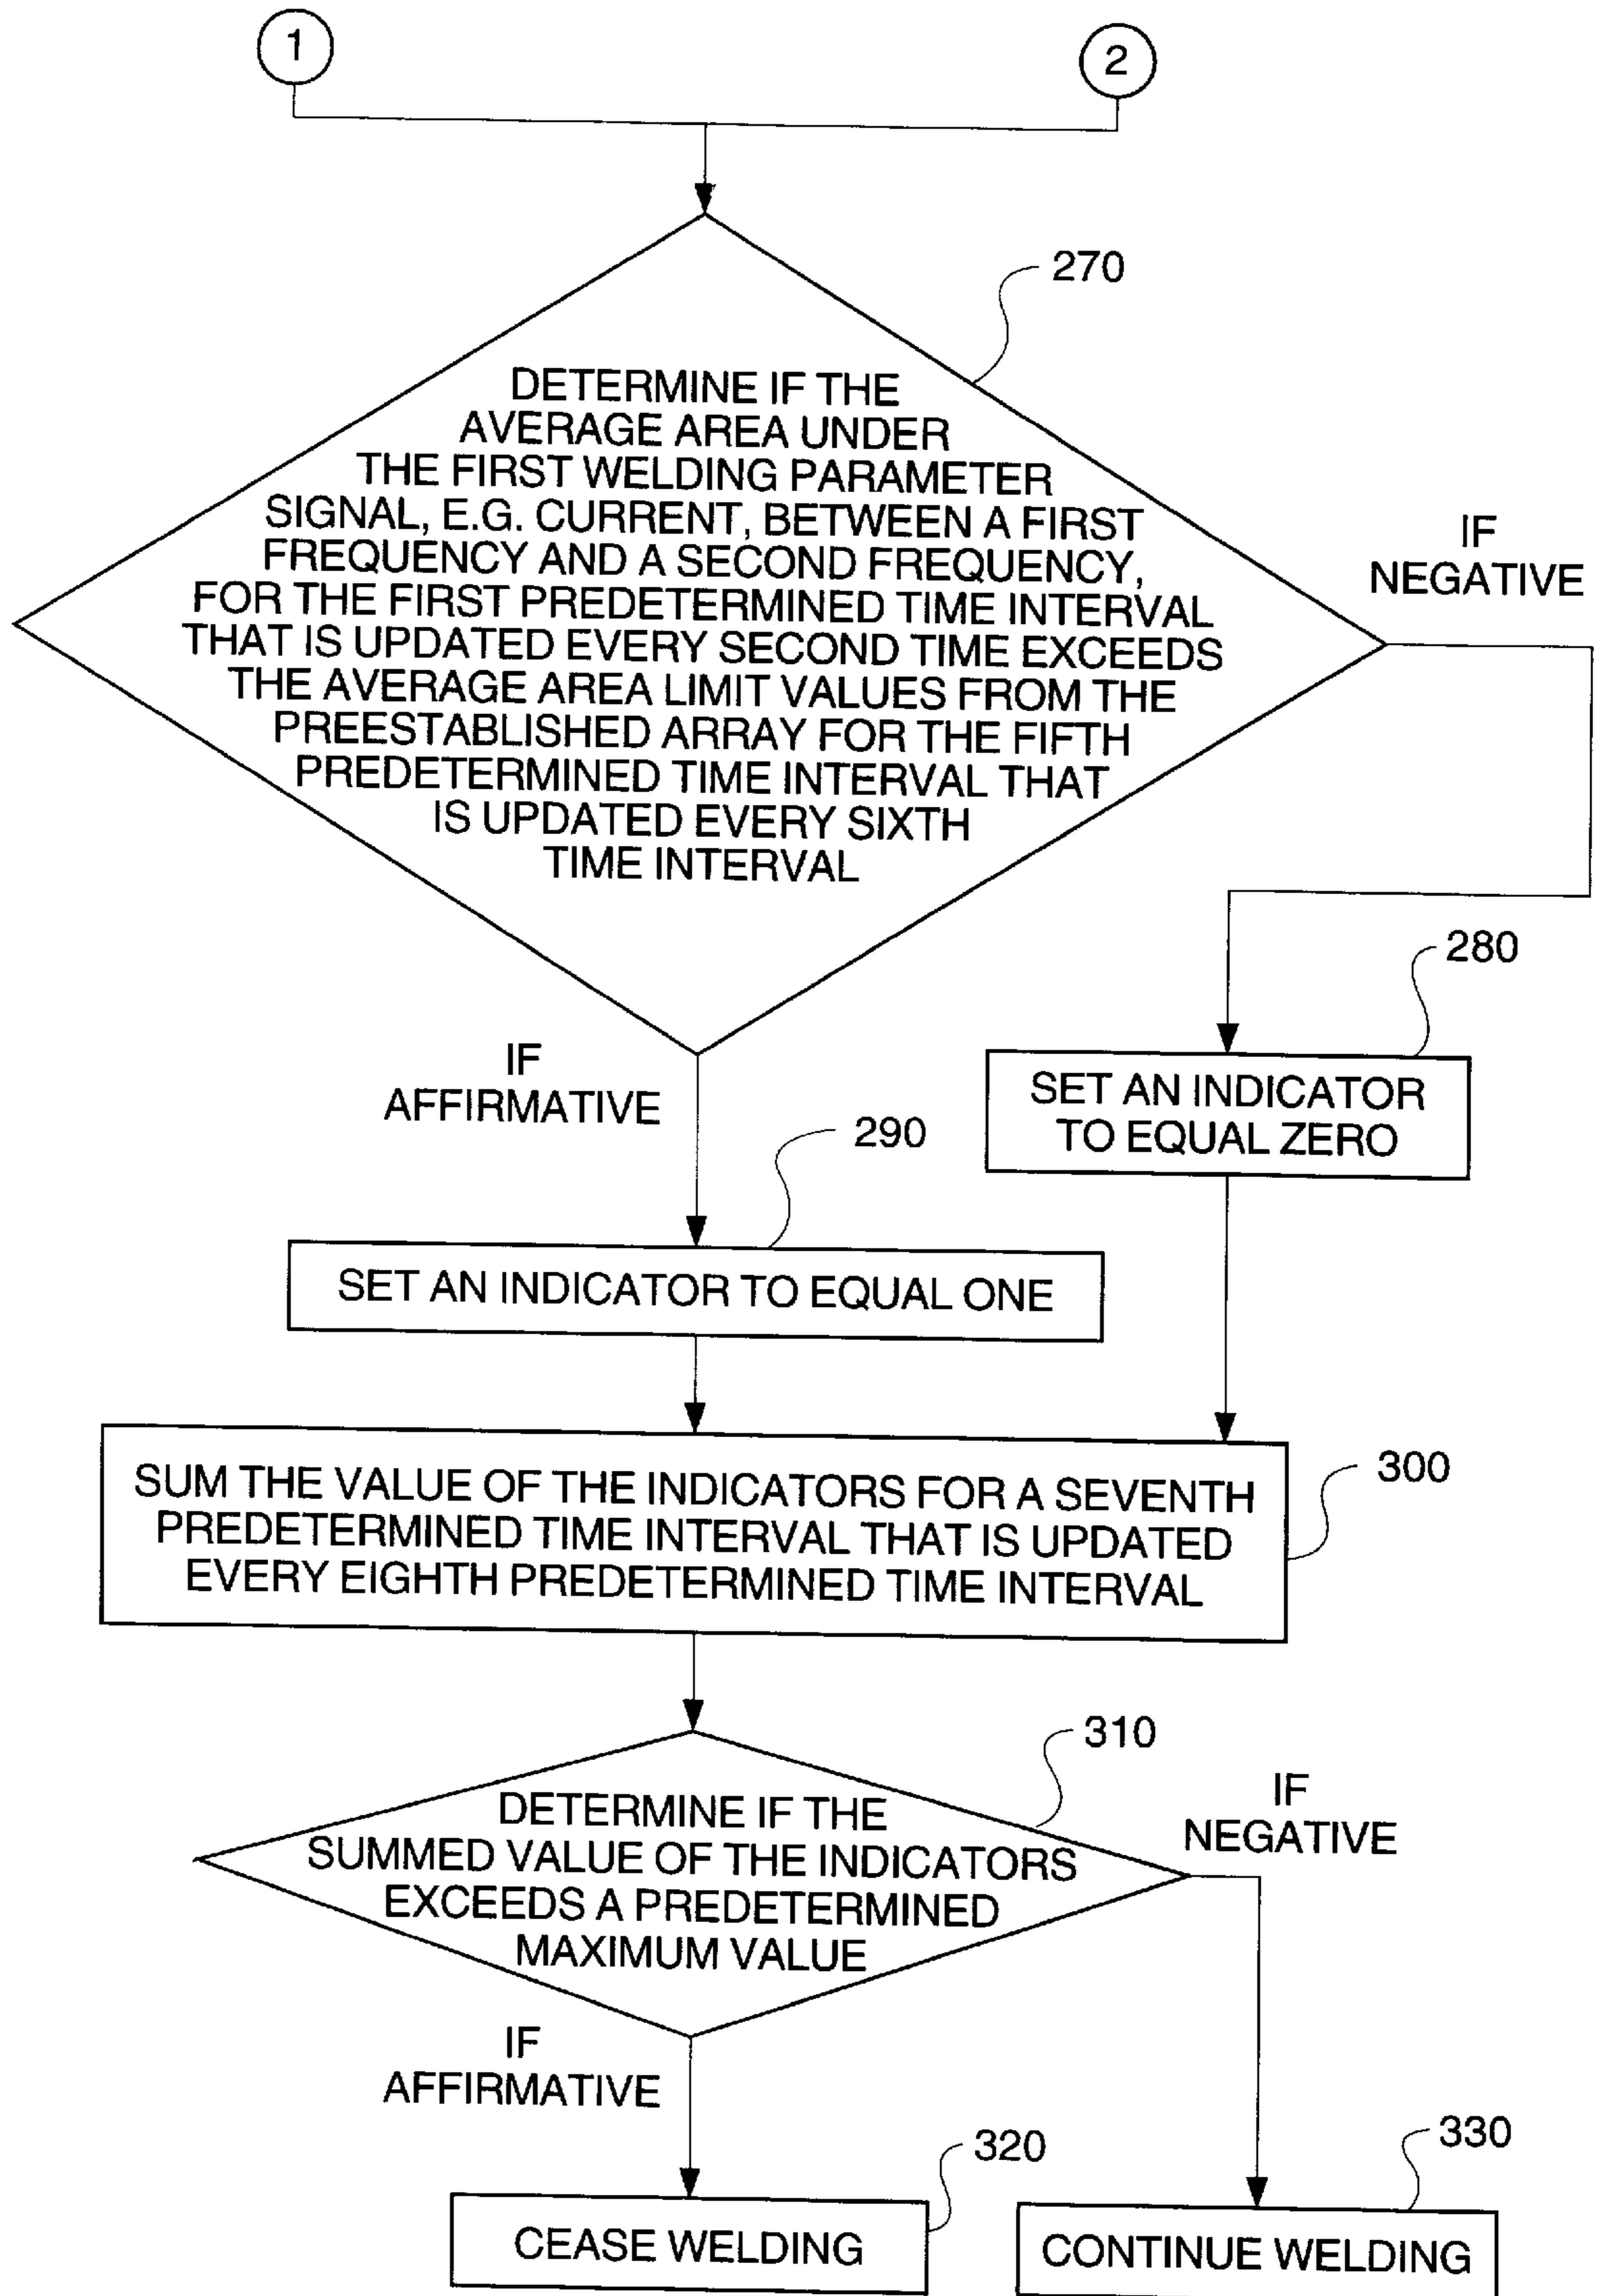 1
2
270
DETERMINE IF THE
AVERAGE AREA UNDER
THE FIRST WELDING PARAMETER
SIGNAL, E.G. CURRENT, BETWEEN A FIRST
FREQUENCY AND A SECOND FREQUENCY,
FOR THE FIRST PREDETERMINED TIME INTERVAL
THAT IS UPDATED EVERY SECOND TIME EXCEEDS
THE AVERAGE AREA LIMIT VALUES FROM THE
PREESTABLISHED ARRAY FOR THE FIFTH
PREDETERMINED TIME INTERVAL THAT
IS UPDATED EVERY SIXTH
TIME INTERVAL
IF
NEGATIVE
280
SET AN INDICATOR
TO EQUAL ZERO
IF
AFFIRMATIVE
290
SET AN INDICATOR TO EQUAL ONE
300
SUM THE VALUE OF THE INDICATORS FOR A SEVENTH
PREDETERMINED TIME INTERVAL THAT IS UPDATED
EVERY EIGHTH PREDETERMINED TIME INTERVAL
310
DETERMINE IF THE
SUMMED VALUE OF THE INDICATORS
EXCEEDS A PREDETERMINED
MAXIMUM VALUE
IF
NEGATIVE
IF
AFFIRMATIVE
320
CEASE WELDING
330
CONTINUE WELDING